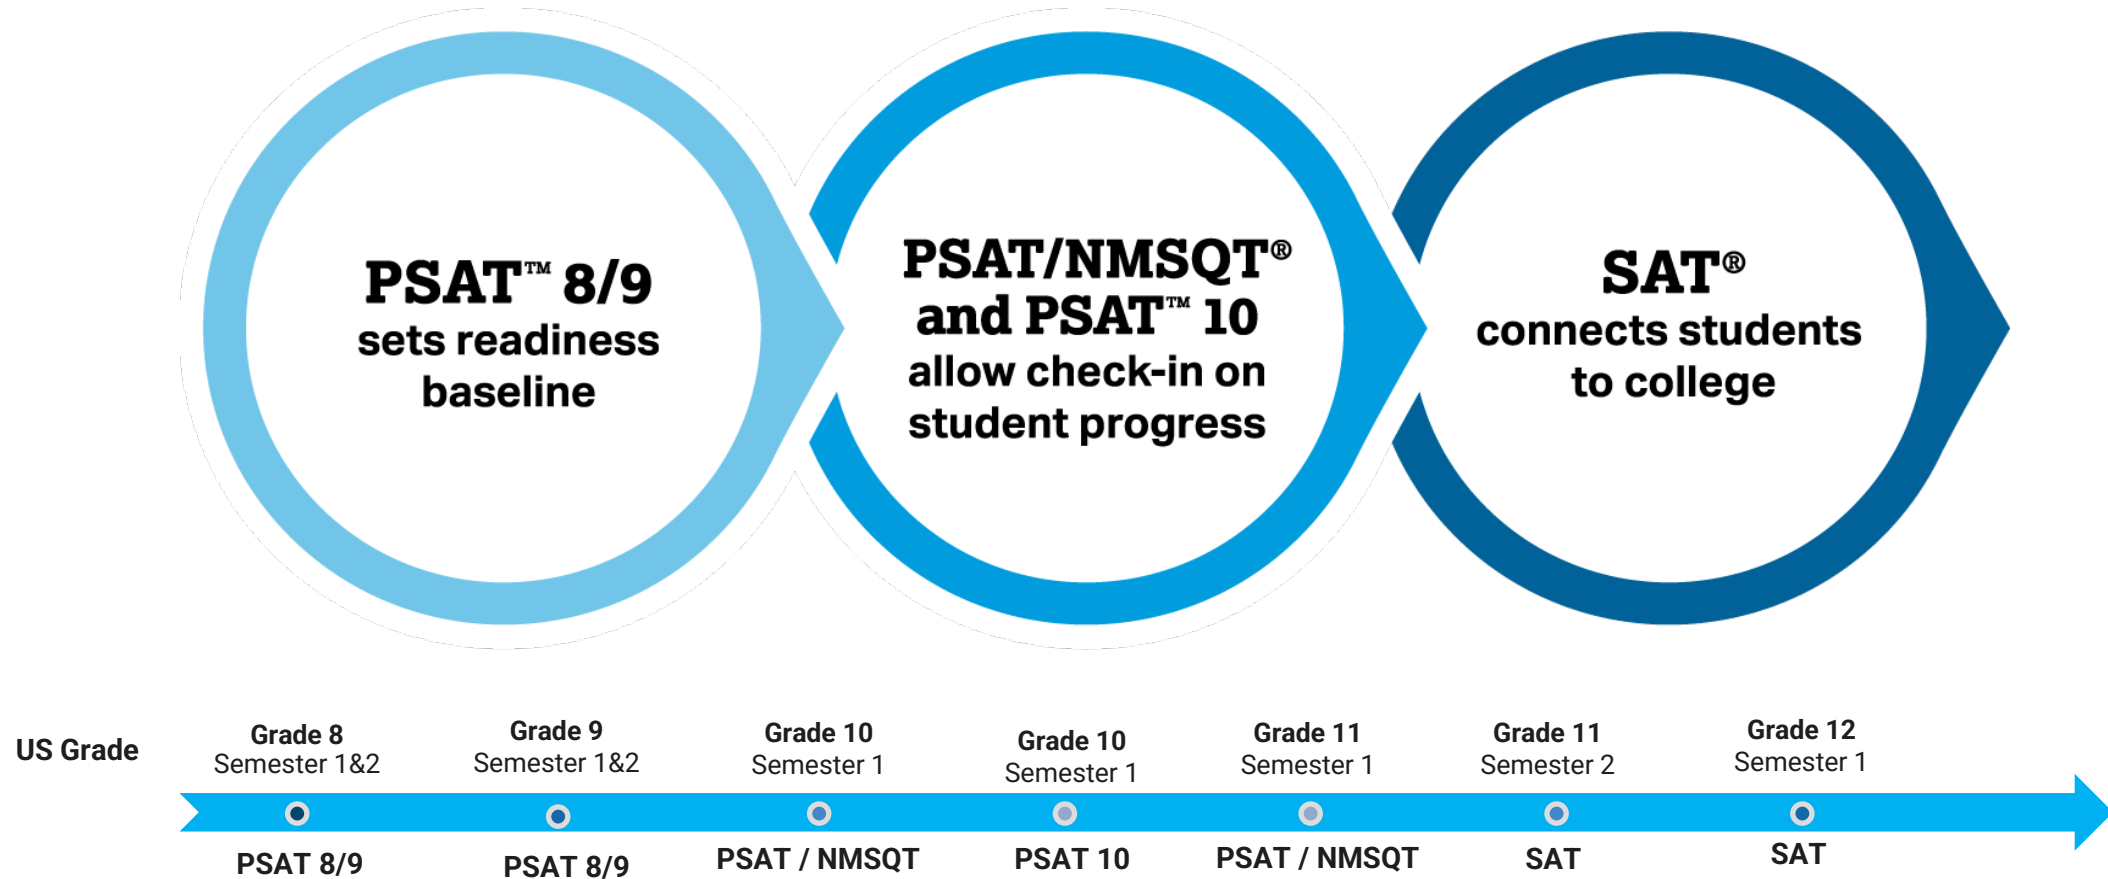 PSAT™ 8/9
sets readiness
baseline
PSAT/NMSQT®
and PSAT™ 10
allow check-in on
student progress
SAT®
connects students
to college
US Grade
Grade 8
Semester 1&2
Grade 9
Semester 1&2
Grade 10
Semester 1
Grade 10
Semester 1
Grade 11
Semester 1
Grade 11
Semester 2
Grade 12
Semester 1
PSAT 8/9
PSAT 8/9
PSAT / NMSQT
PSAT 10
PSAT / NMSQT
SAT
SAT